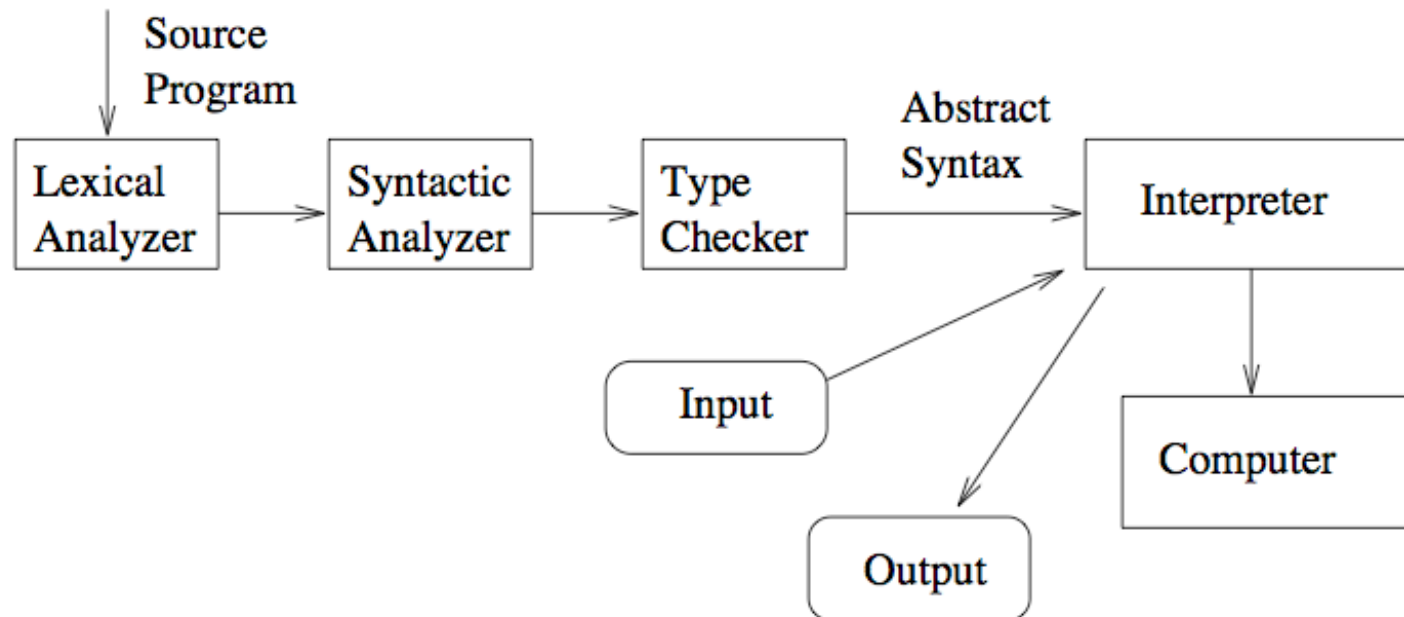 Source
Program
Lexical
Analyzer
Syntactic
Analyzer
Type
Checker
Abstract
Syntax
Interpreter
Input
Computer
Output